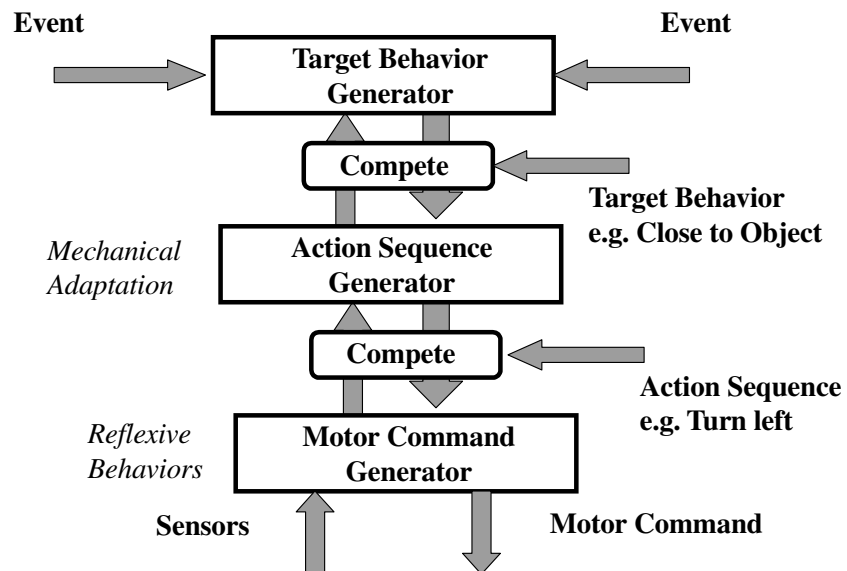 Event
Event
Target Behavior
Generator
Compete
Target Behavior
e.g. Close to Object
Mechanical
Adaptation
Action Sequence
Generator
Compete
Action Sequence
e.g. Turn left
Reflexive
Behaviors
Motor Command
Generator
Sensors
Motor Command